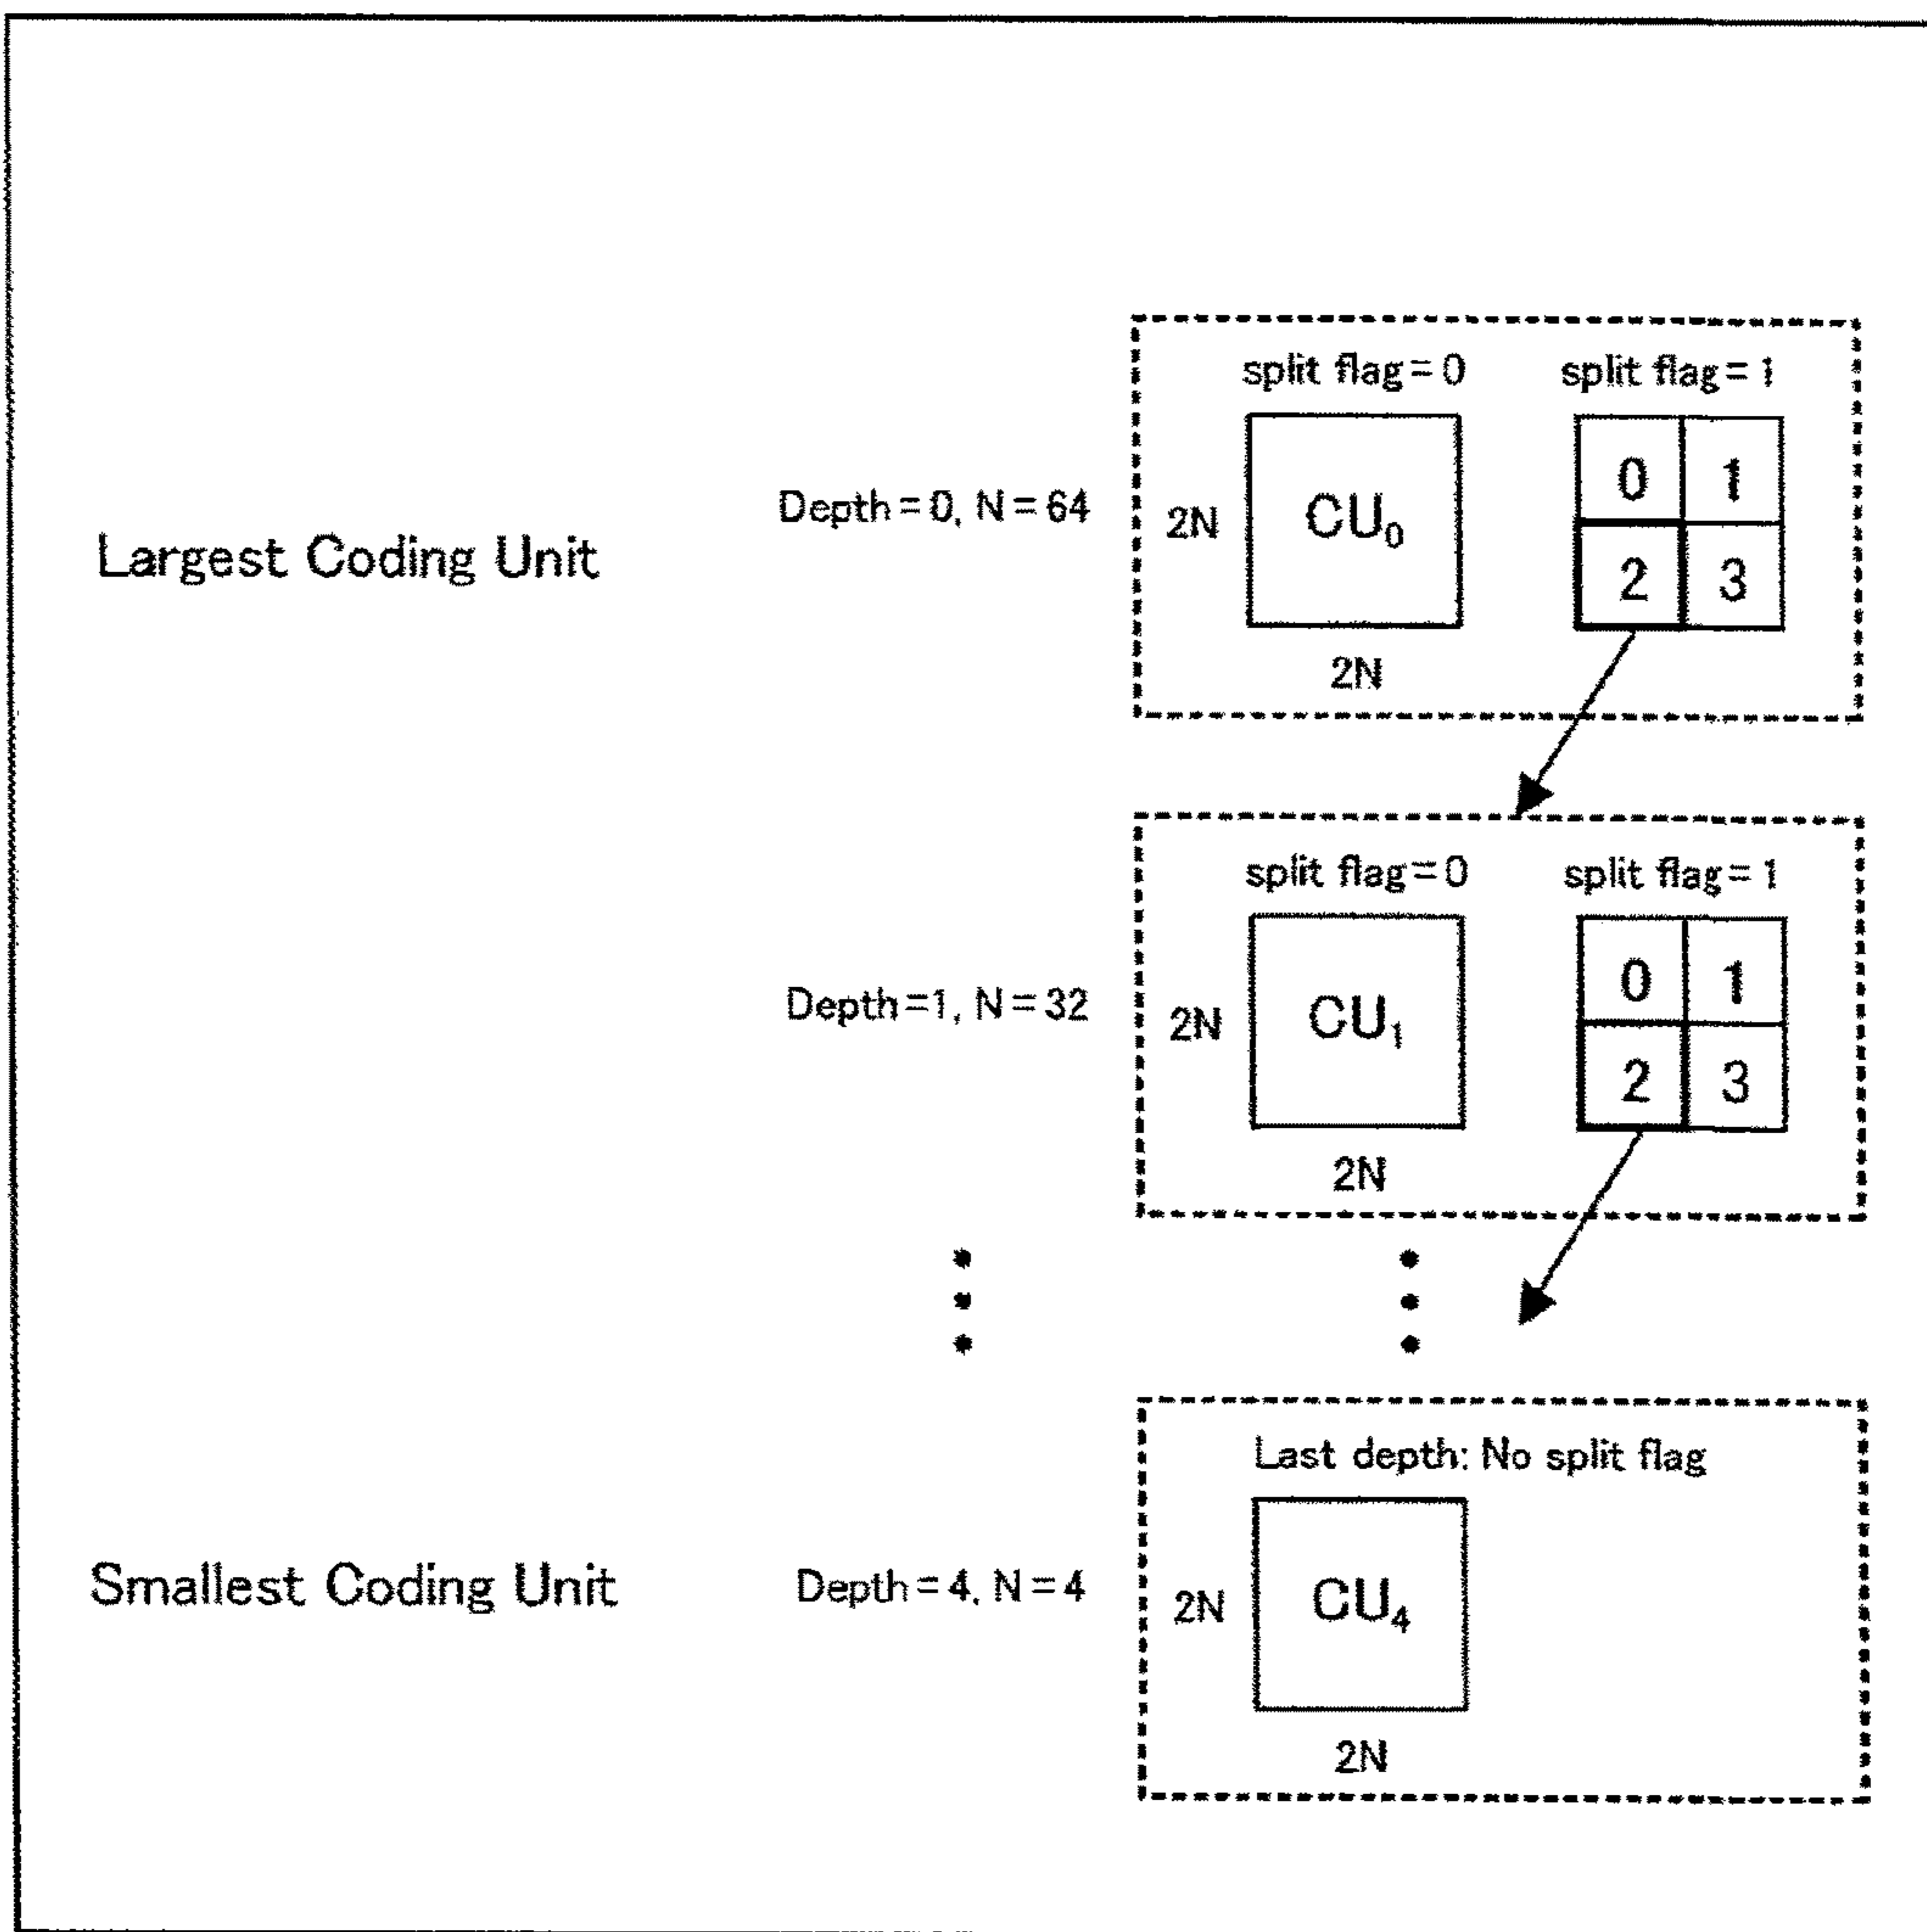 split flag = 0 split flag = 1
0 1
Largest Coding Unit Depth = 0, N = 64 2N CU₀
2 3
2N
split flag = 0 split flag = 1
0 1
Depth = 1, N = 32 2N CU₁
2 3
2N
Last depth: No split flag
Smallest Coding Unit Depth = 4, N = 4 2N CU₄
2N